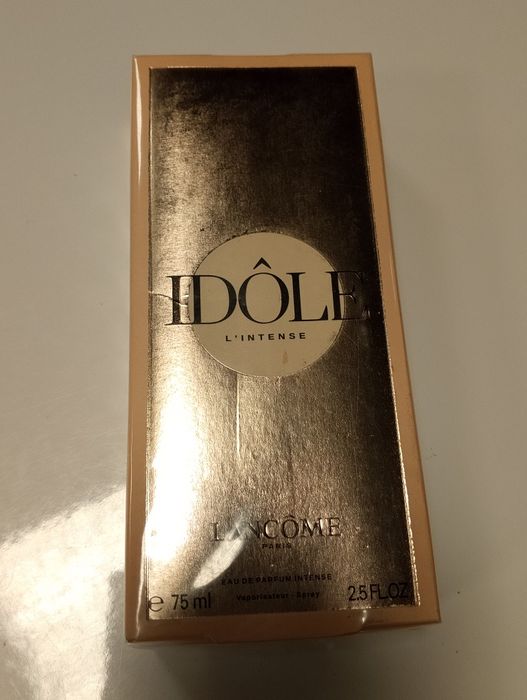 IDÔLE
L'INTENSE
LANCÔME
PARIS
EAU DE PARFUM INTENSE
Vaporisateur - Spray
e 75 ml 2.5 FL.OZ